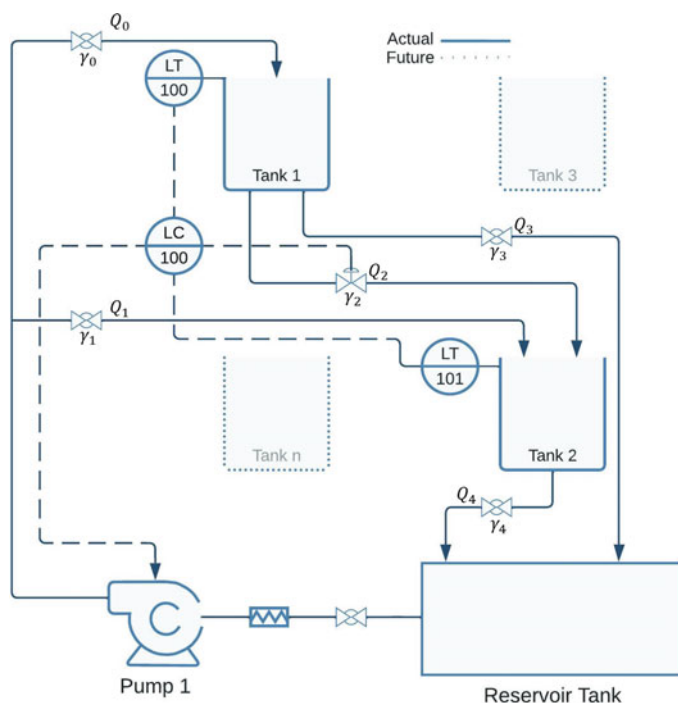 Q₀
γ₀
Actual
Future
LT
100
Tank 1
Tank 3
Q₃
γ₃
LC
100
Q₂
γ₂
Q₁
γ₁
LT
101
Tank n
Tank 2
Q₄
γ₄
Pump 1
Reservoir Tank